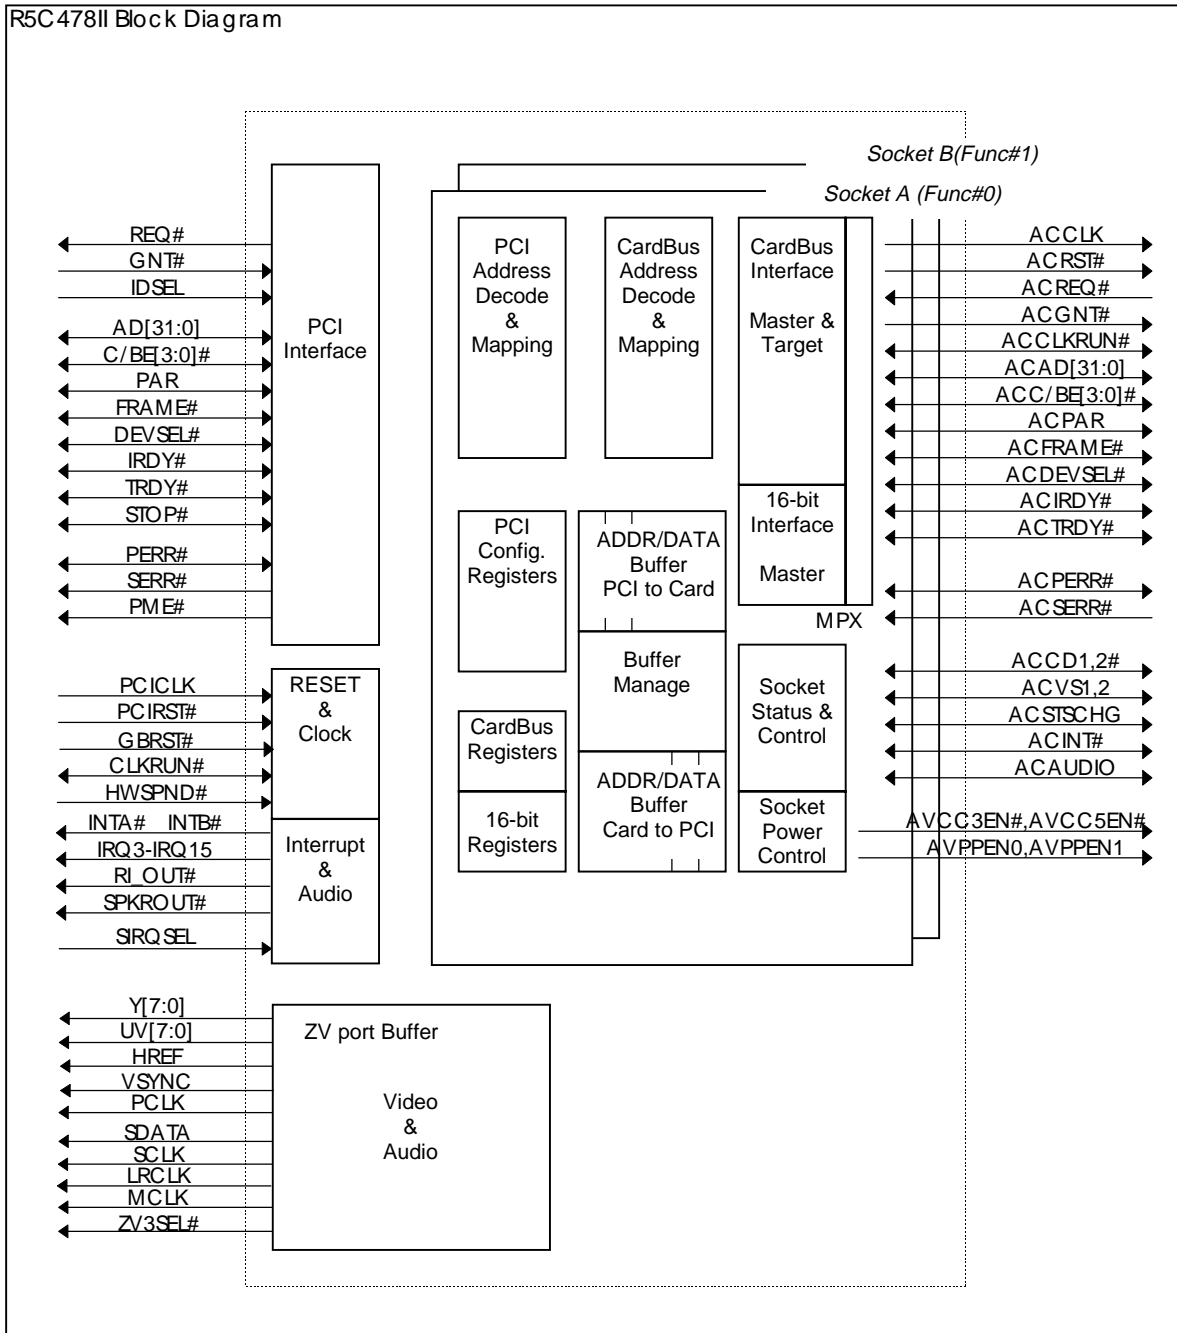 R5C478II Block Diagram
Socket B(Func#1)
Socket A (Func#0)
REQ#
GNT#
IDSEL
AD[31:0]
C/BE[3:0]#
PAR
FRAME#
DEVSEL#
IRDY#
TRDY#
STOP#
PERR#
SERR#
PME#
PCI
Interface
PCICLK
PCIRST#
GBRST#
CLKRUN#
HWSPND#
RESET
&
Clock
INTA# INTB#
IRQ3-IRQ15
RI_OUT#
SPKROUT#
SIRQSEL
Interrupt
&
Audio
Y[7:0]
UV[7:0]
HREF
VSYNC
PCLK
SDATA
SCLK
LRCLK
MCLK
ZV3SEL#
ZV port Buffer
Video
&
Audio
PCI
Address
Decode
&
Mapping
CardBus
Address
Decode
&
Mapping
CardBus
Interface
Master &
Target
16-bit
Interface
Master
MPX
PCI
Config.
Registers
ADDR/DATA
Buffer
PCI to Card
Buffer
Manage
ADDR/DATA
Buffer
Card to PCI
CardBus
Registers
16-bit
Registers
Socket
Status &
Control
Socket
Power
Control
ACCLK
ACRST#
ACREQ#
ACGNT#
ACCLKRUN#
ACAD[31:0]
ACC/BE[3:0]#
ACPAR
ACFRAME#
ACDEVSEL#
ACIRDY#
ACTRDY#
ACPERR#
ACSERR#
ACCD1,2#
ACVS1,2
ACSTSCHG
ACINT#
ACAUDIO
AVCC3EN#,AVCC5EN#
AVPPEN0,AVPPEN1